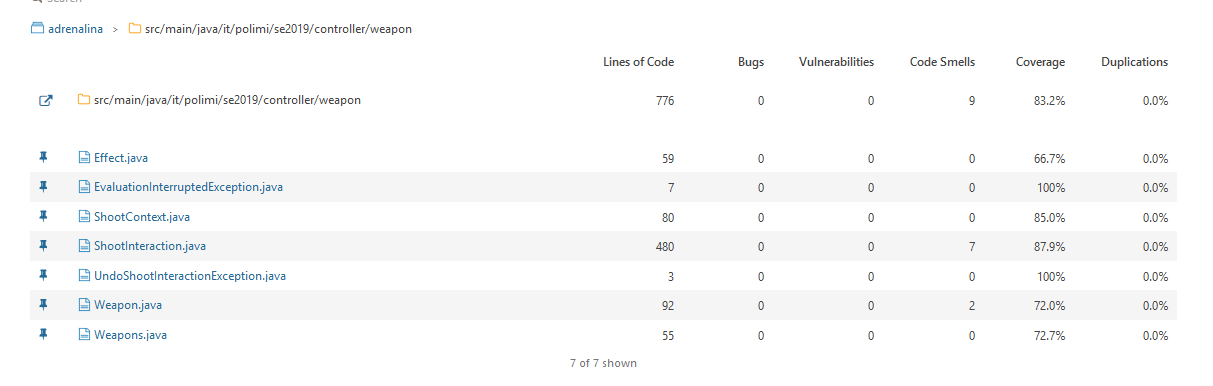 Search
adrenalina > src/main/java/it/polimi/se2019/controller/weapon
Lines of Code Bugs Vulnerabilities Code Smells Coverage Duplications
src/main/java/it/polimi/se2019/controller/weapon 776 0 0 9 83.2% 0.0%
Effect.java 59 0 0 0 66.7% 0.0%
EvaluationInterruptedException.java 7 0 0 0 100% 0.0%
ShootContext.java 80 0 0 0 85.0% 0.0%
ShootInteraction.java 480 0 0 7 87.9% 0.0%
UndoShootInteractionException.java 3 0 0 0 100% 0.0%
Weapon.java 92 0 0 2 72.0% 0.0%
Weapons.java 55 0 0 0 72.7% 0.0%
7 of 7 shown